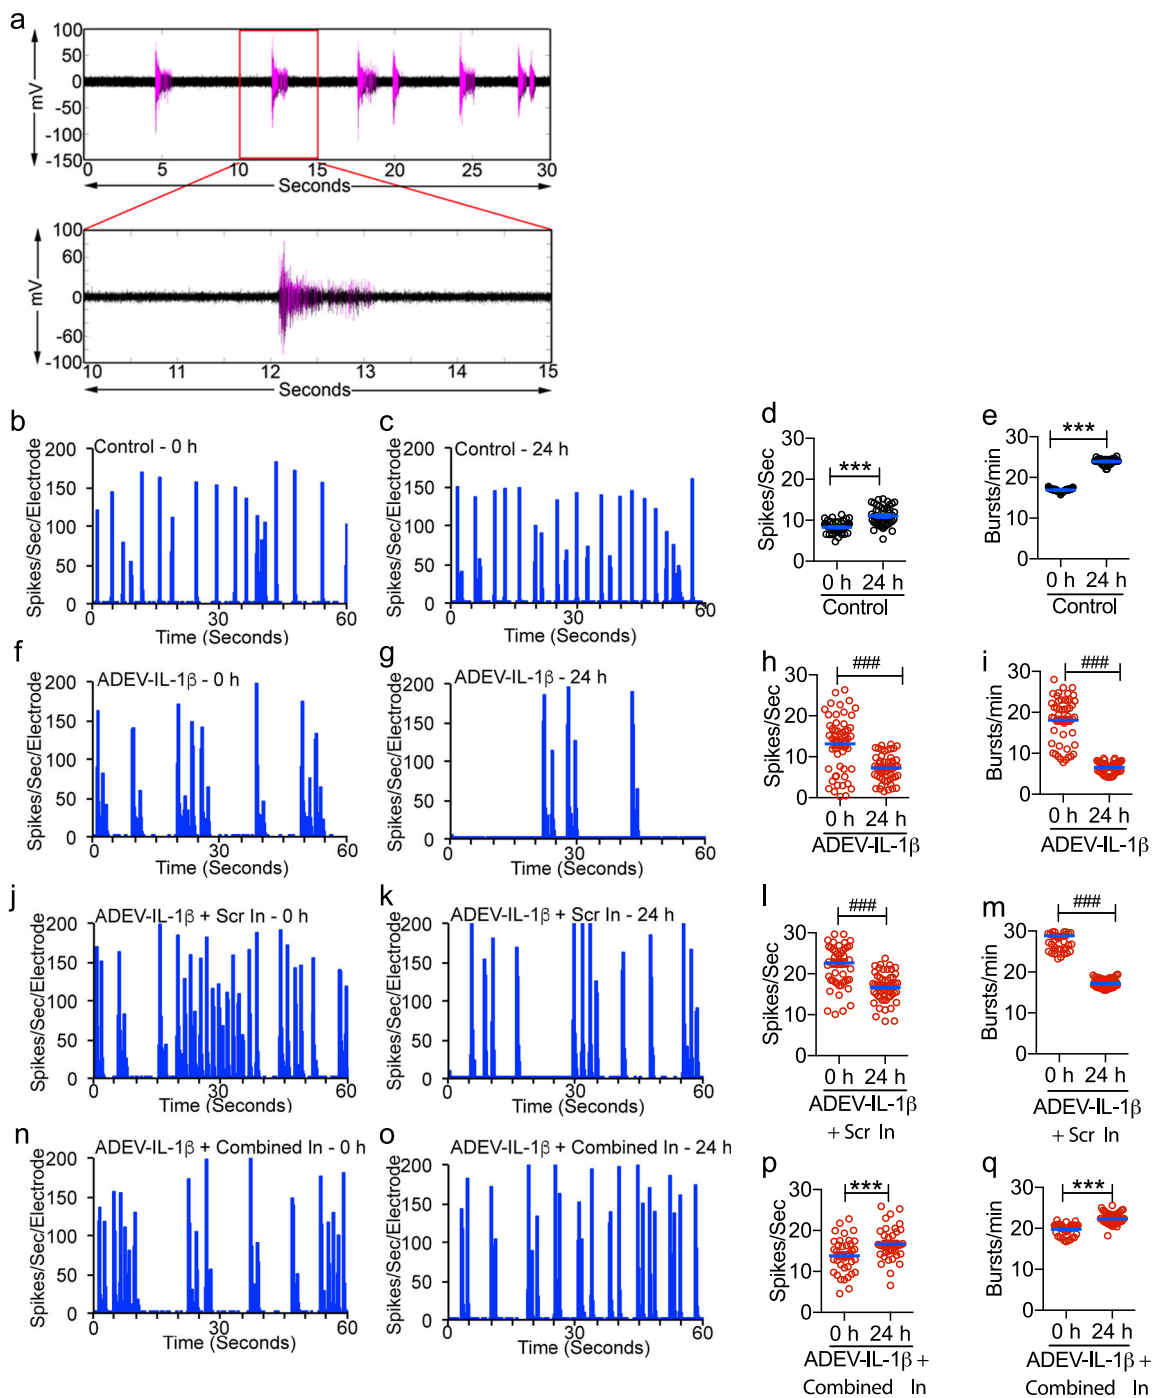 a
100
50
0
-50
-100
-150
mV
0 5 10 15 20 25 30
Seconds
100
60
0
-60
-100
mV
10 11 12 13 14 15
Seconds
b
Control - 0 h
Spikes/Sec/Electrode
200
150
100
50
0
0 30 60
Time (Seconds)
c
Control - 24 h
200
150
100
50
0
0 30 60
Time (Seconds)
d
Spikes/Sec
30
20
10
0
***
0 h 24 h
Control
e
Bursts/min
30
20
10
0
***
0 h 24 h
Control
f
ADEV-IL-1β - 0 h
Spikes/Sec/Electrode
200
150
100
50
0
0 30 60
Time (Seconds)
g
ADEV-IL-1β - 24 h
200
150
100
50
0
0 30 60
Time (Seconds)
h
Spikes/Sec
30
20
10
0
###
0 h 24 h
ADEV-IL-1β
i
Bursts/min
30
20
10
0
###
0 h 24 h
ADEV-IL-1β
j
ADEV-IL-1β + Scr In - 0 h
Spikes/Sec/Electrode
200
150
100
50
0
0 30 60
Time (Seconds)
k
ADEV-IL-1β + Scr In - 24 h
200
150
100
50
0
0 30 60
Time (Seconds)
l
Spikes/Sec
30
20
10
0
###
0 h 24 h
ADEV-IL-1β
+ Scr In
m
Bursts/min
30
20
10
0
###
0 h 24 h
ADEV-IL-1β
+ Scr In
n
ADEV-IL-1β + Combined In - 0 h
Spikes/Sec/Electrode
200
150
100
50
0
0 30 60
Time (Seconds)
o
ADEV-IL-1β + Combined In - 24 h
200
150
100
50
0
0 30 60
Time (Seconds)
p
Spikes/Sec
30
20
10
0
***
0 h 24 h
ADEV-IL-1β +
Combined In
q
Bursts/min
30
20
10
0
***
0 h 24 h
ADEV-IL-1β +
Combined In